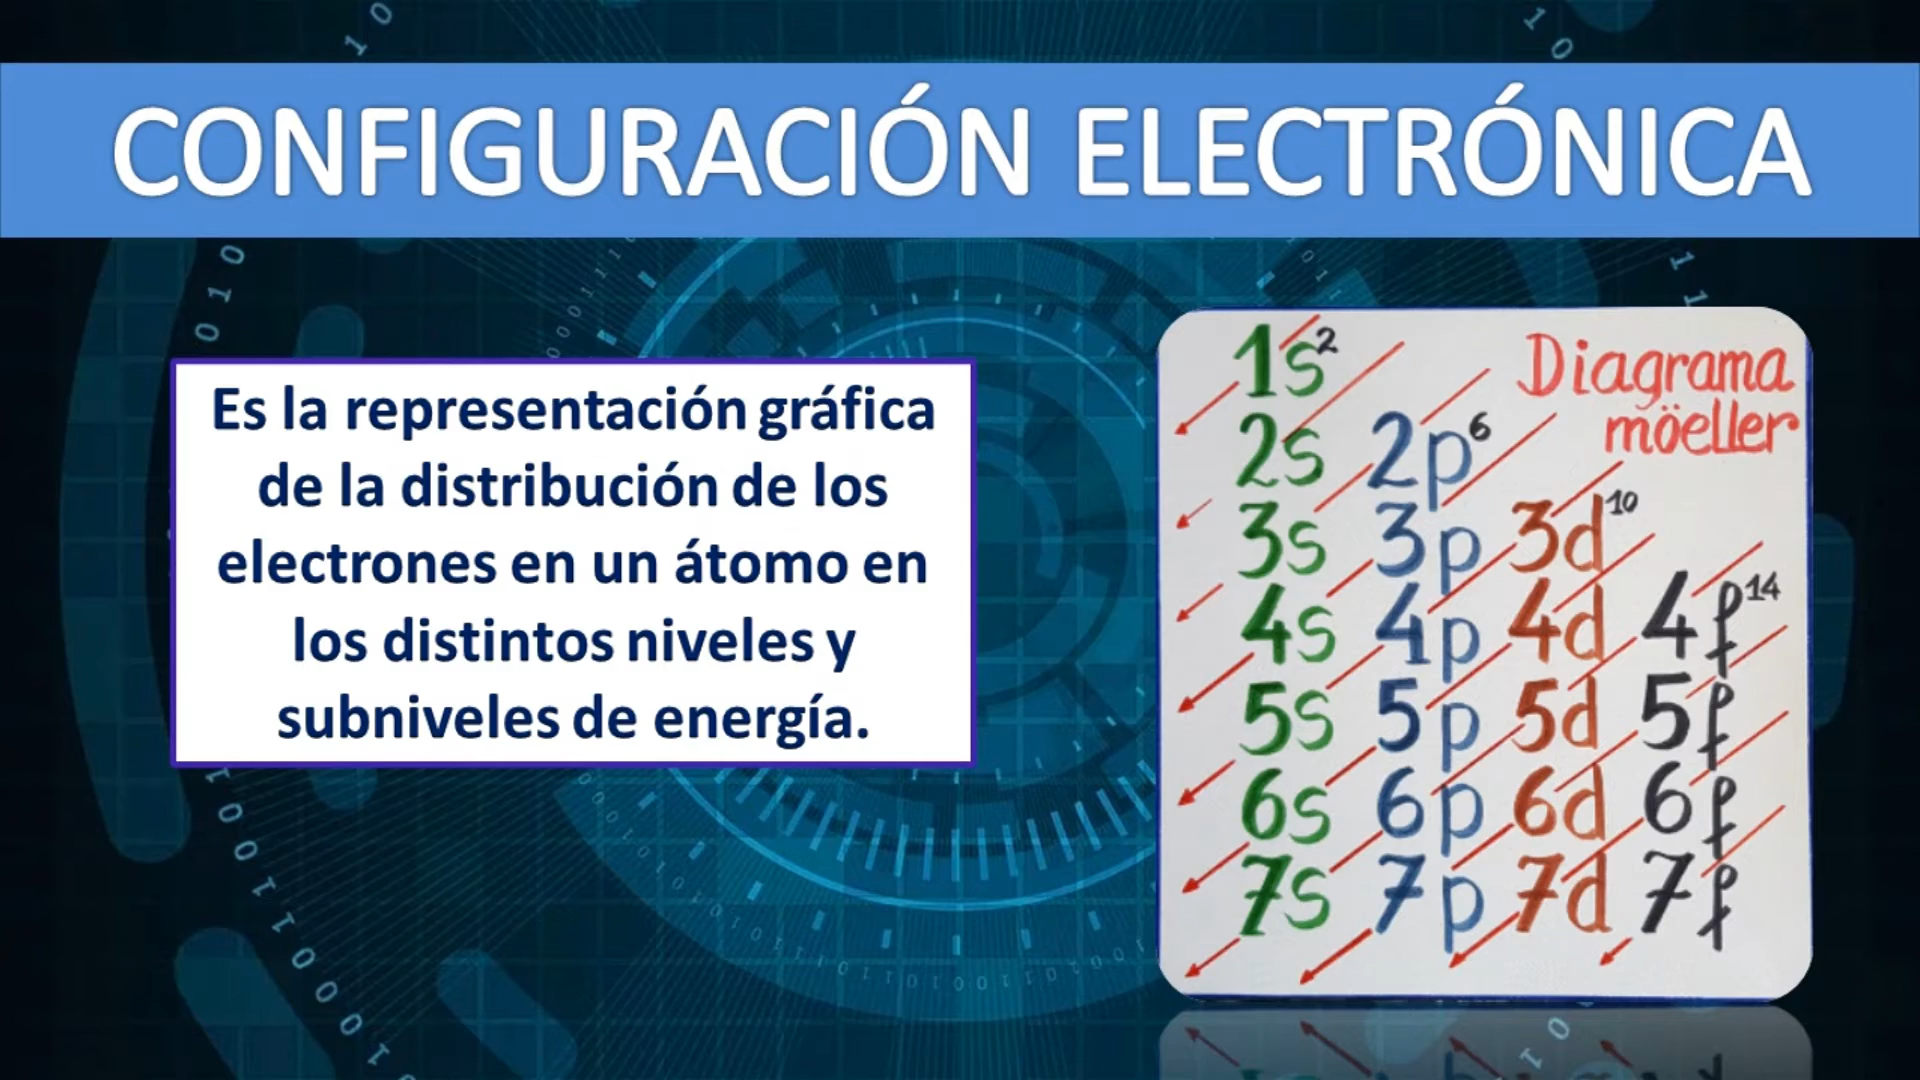 CONFIGURACIÓN ELECTRÓNICA
Es la representación gráfica
de la distribución de los
electrones en un átomo en
los distintos niveles y
subniveles de energía.
Diagrama
möeller
1s²
2s 2p⁶
3s 3p 3d¹⁰
4s 4p 4d 4f¹⁴
5s 5p 5d 5f
6s 6p 6d 6f
7s 7p 7d 7f